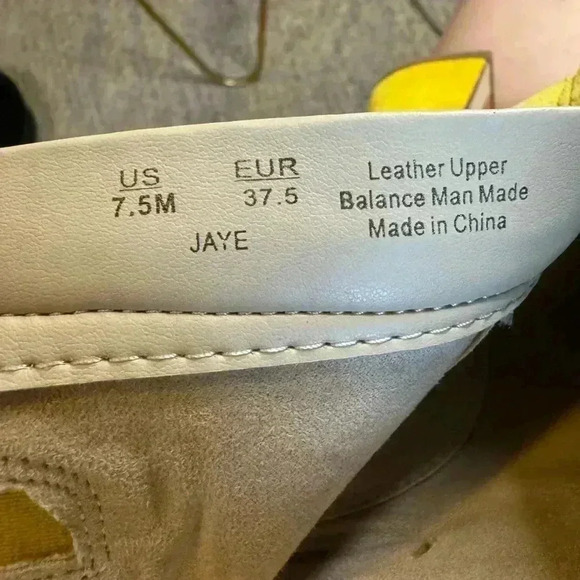 US
7.5M
EUR
37.5
JAYE
Leather Upper
Balance Man Made
Made in China